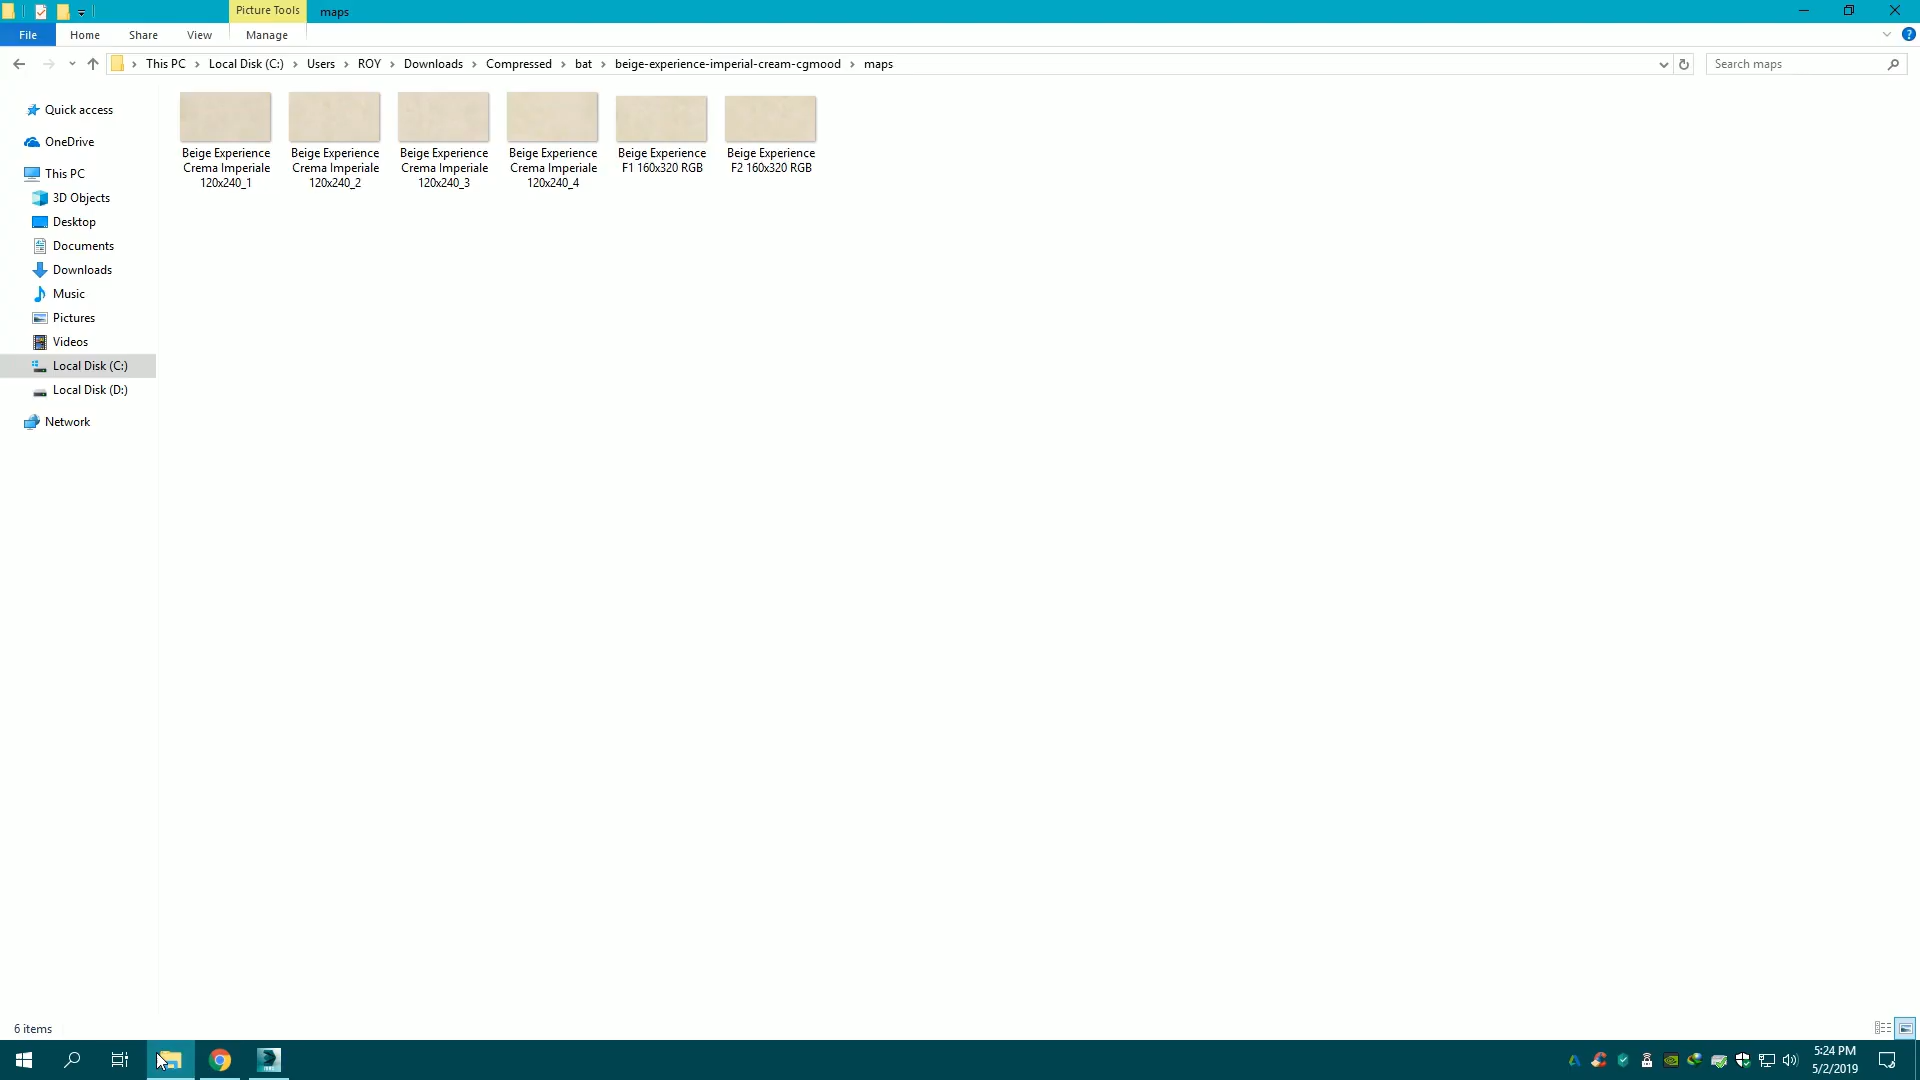 Picture Tools
maps
File
Home
Share
View
Manage
This PC
Local Disk (C:)
Users
ROY
Downloads
Compressed
bat
beige-experience-imperial-cream-cgmood
maps
Search maps
Quick access
OneDrive
This PC
3D Objects
Desktop
Documents
Downloads
Music
Pictures
Videos
Local Disk (C:)
Local Disk (D:)
Network
Beige Experience
Crema Imperiale
120x240_1
Beige Experience
Crema Imperiale
120x240_2
Beige Experience
Crema Imperiale
120x240_3
Beige Experience
Crema Imperiale
120x240_4
Beige Experience
F1 160x320 RGB
Beige Experience
F2 160x320 RGB
6 items
5:24 PM
5/2/2019